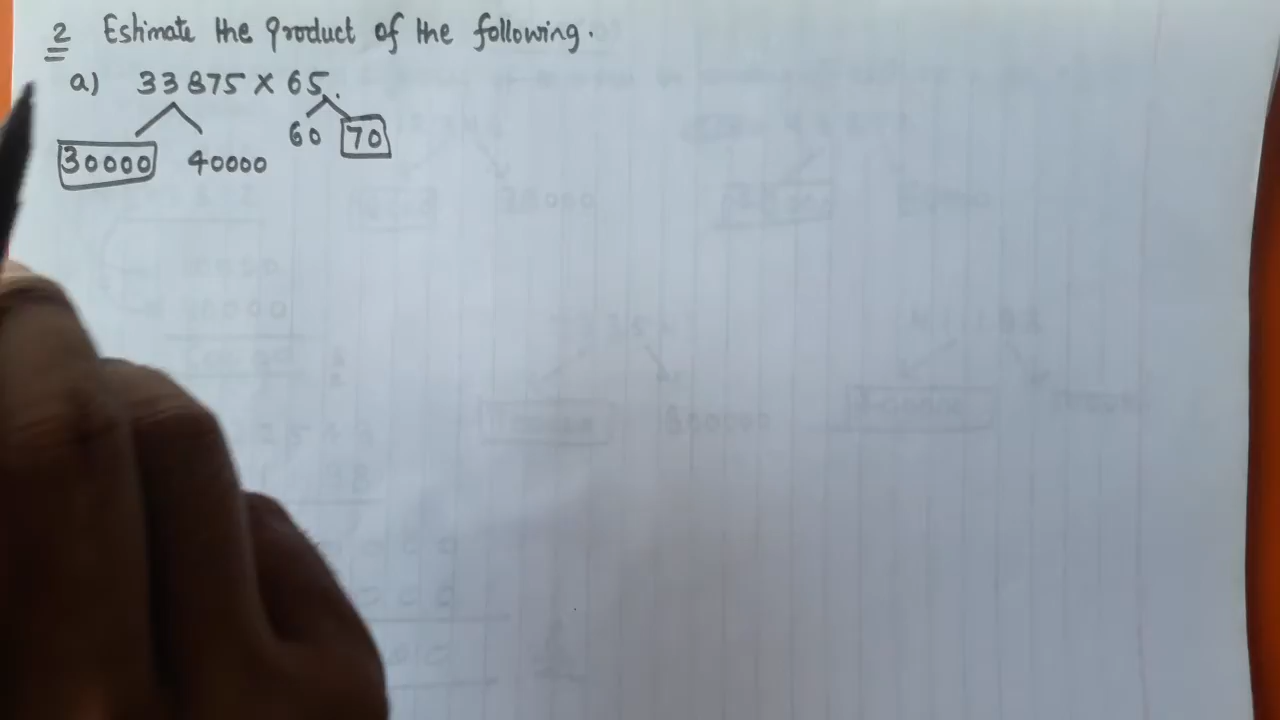 2 Estimate the product of the following.
a) 33875 × 65.
60 70
30000 40000